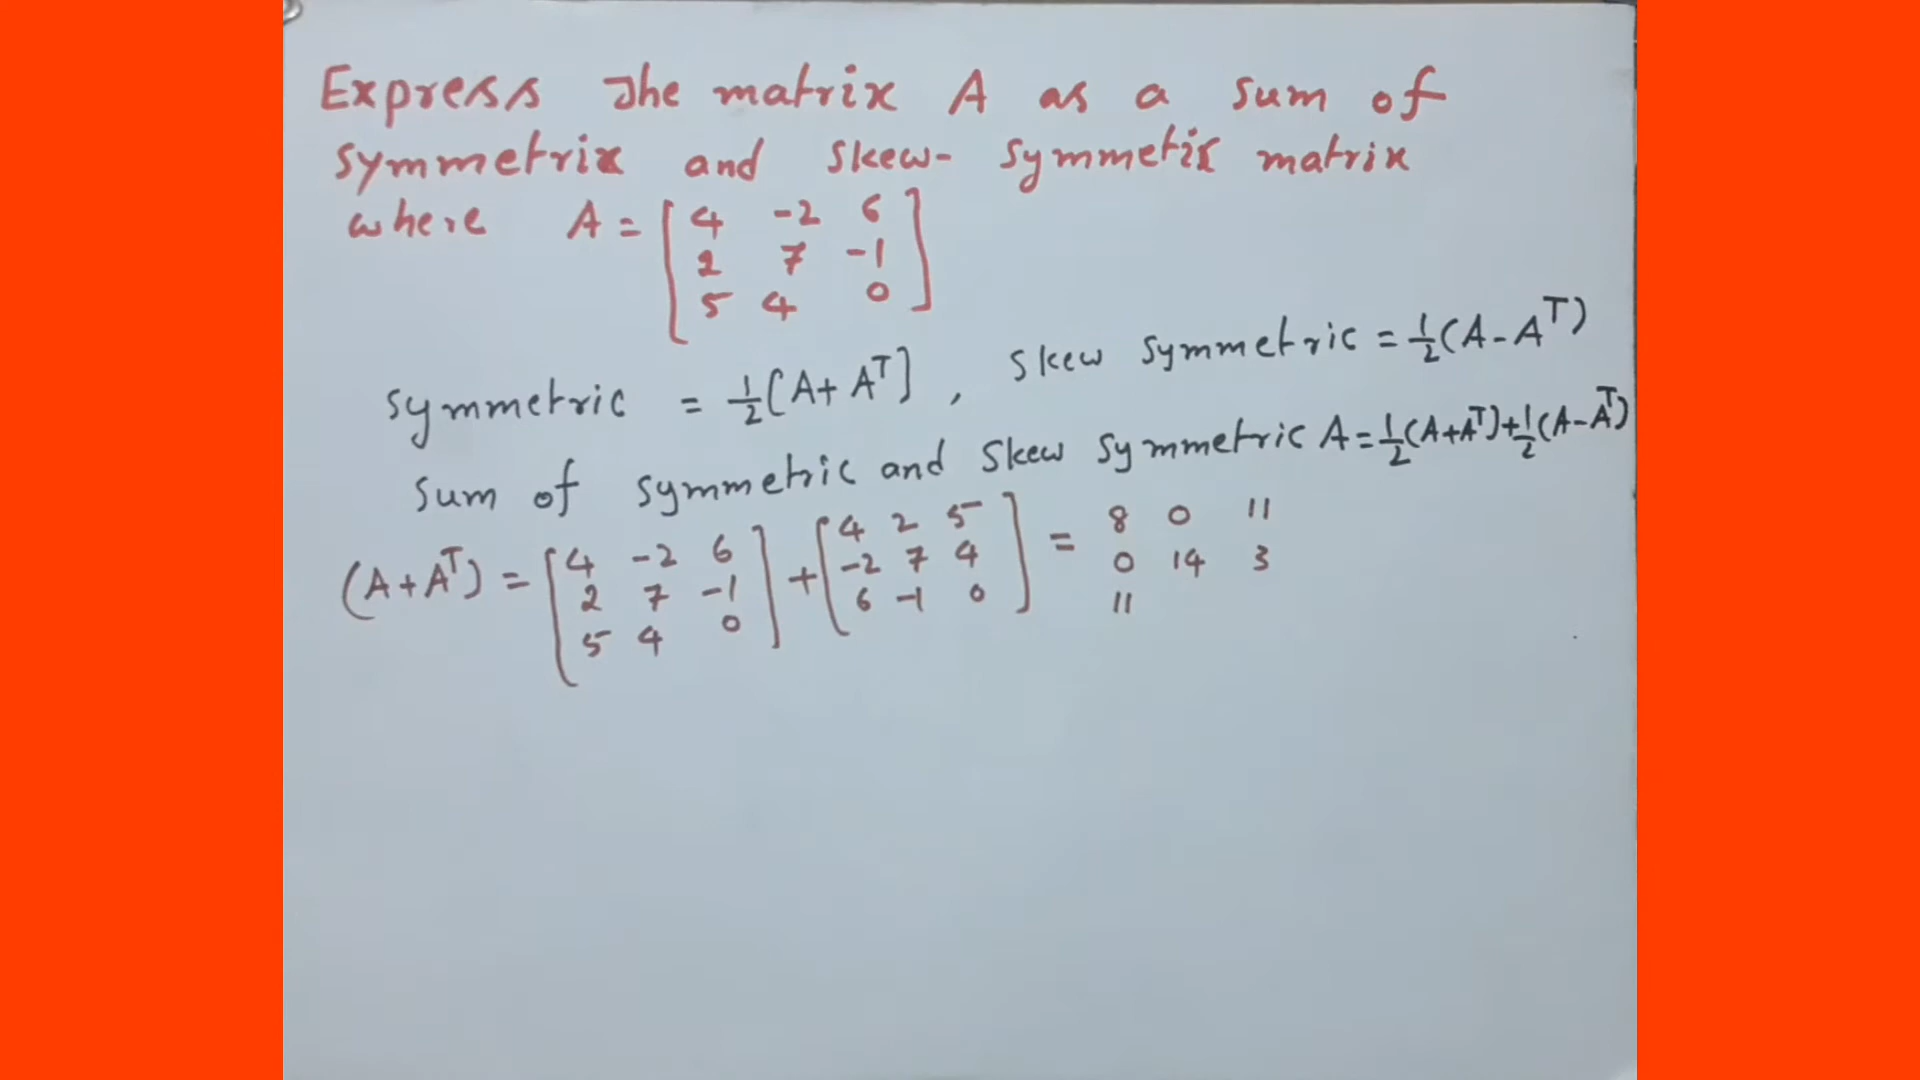 Express The matrix A as a sum of
symmetrix and skew- symmetix matrix
where A = [4 -2 6
2 7 -1
5 4 0]
symmetric = 1/2 [A + A^T] , skew symmetric = 1/2 (A - A^T)
sum of symmetric and skew symmetric A = 1/2 (A+A^T) + 1/2 (A-A^T)
(A+A^T) = [4 -2 6 + [4 2 5 = 8 0 11
2 7 -1 -2 7 4 0 14 3
5 4 0] 6 -1 0] 11